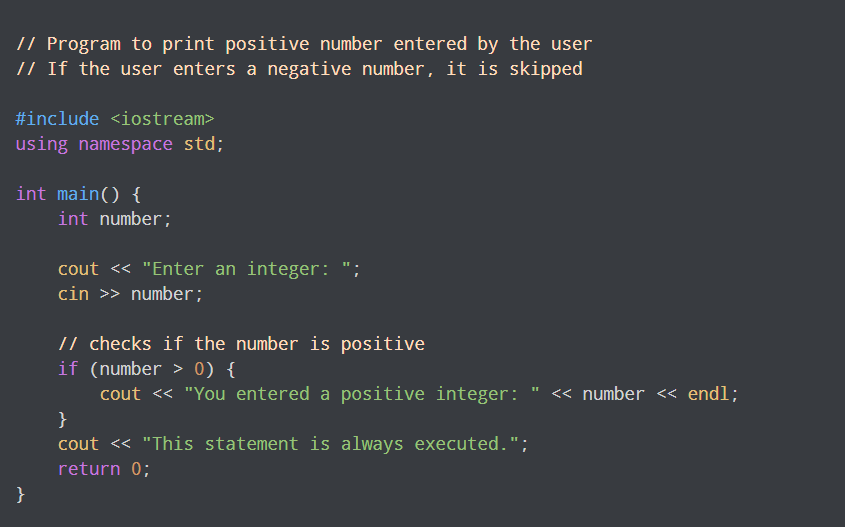 // Program to print positive number entered by the user
// If the user enters a negative number, it is skipped
#include <iostream>
using namespace std;
int main() {
    int number;
    cout << "Enter an integer: ";
    cin >> number;
    // checks if the number is positive
    if (number > 0) {
        cout << "You entered a positive integer: " << number << endl;
    }
    cout << "This statement is always executed.";
    return 0;
}